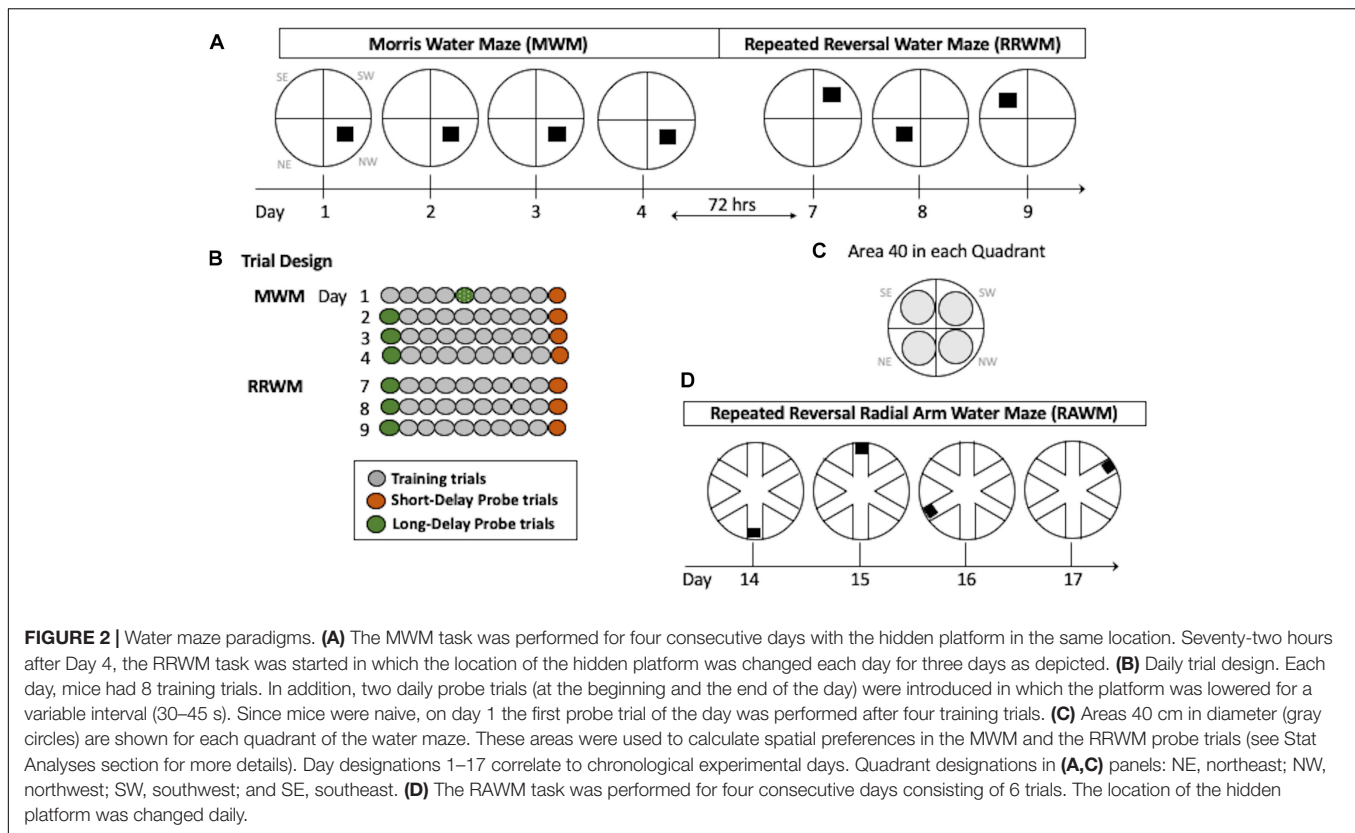 A
Morris Water Maze (MWM)
Repeated Reversal Water Maze (RRWM)
SE SW
NE NW
72 hrs
Day 1 2 3 4 7 8 9
B Trial Design
MWM Day 1
2
3
4
RRWM 7
8
9
Training trials
Short-Delay Probe trials
Long-Delay Probe trials
C Area 40 in each Quadrant
SE SW
NE NW
D
Repeated Reversal Radial Arm Water Maze (RAWM)
Day 14 15 16 17
FIGURE 2 | Water maze paradigms. (A) The MWM task was performed for four consecutive days with the hidden platform in the same location. Seventy-two hours
after Day 4, the RRWM task was started in which the location of the hidden platform was changed each day for three days as depicted. (B) Daily trial design. Each
day, mice had 8 training trials. In addition, two daily probe trials (at the beginning and the end of the day) were introduced in which the platform was lowered for a
variable interval (30–45 s). Since mice were naive, on day 1 the first probe trial of the day was performed after four training trials. (C) Areas 40 cm in diameter (gray
circles) are shown for each quadrant of the water maze. These areas were used to calculate spatial preferences in the MWM and the RRWM probe trials (see Stat
Analyses section for more details). Day designations 1–17 correlate to chronological experimental days. Quadrant designations in (A,C) panels: NE, northeast; NW,
northwest; SW, southwest; and SE, southeast. (D) The RAWM task was performed for four consecutive days consisting of 6 trials. The location of the hidden
platform was changed daily.